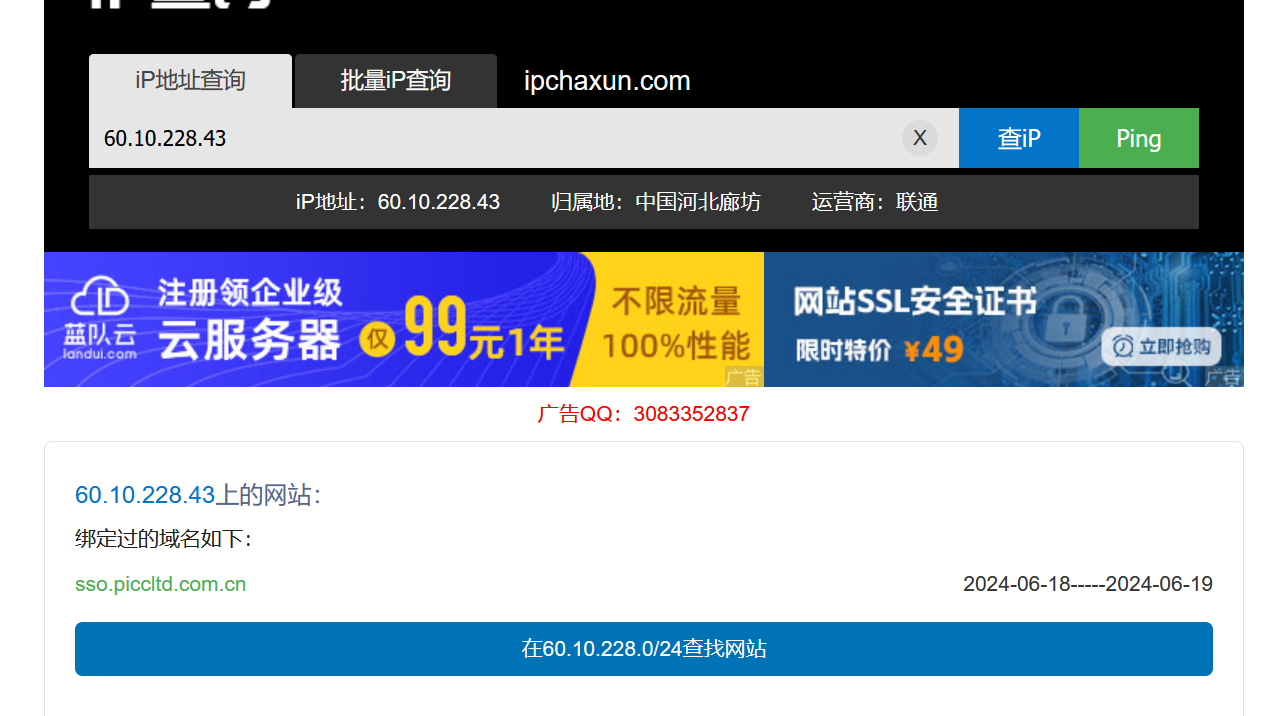 iP地址查询 批量iP查询 ipchaxun.com
60.10.228.43 X 查iP Ping
iP地址：60.10.228.43 归属地：中国河北廊坊 运营商：联通
蓝队云
landui.com
注册领企业级
云服务器 仅99元1年
不限流量
100%性能
广告
网站SSL安全证书
限时特价 ¥49 立即抢购
广告
广告QQ：3083352837
60.10.228.43上的网站：
绑定过的域名如下：
sso.piccltd.com.cn 2024-06-18-----2024-06-19
在60.10.228.0/24查找网站